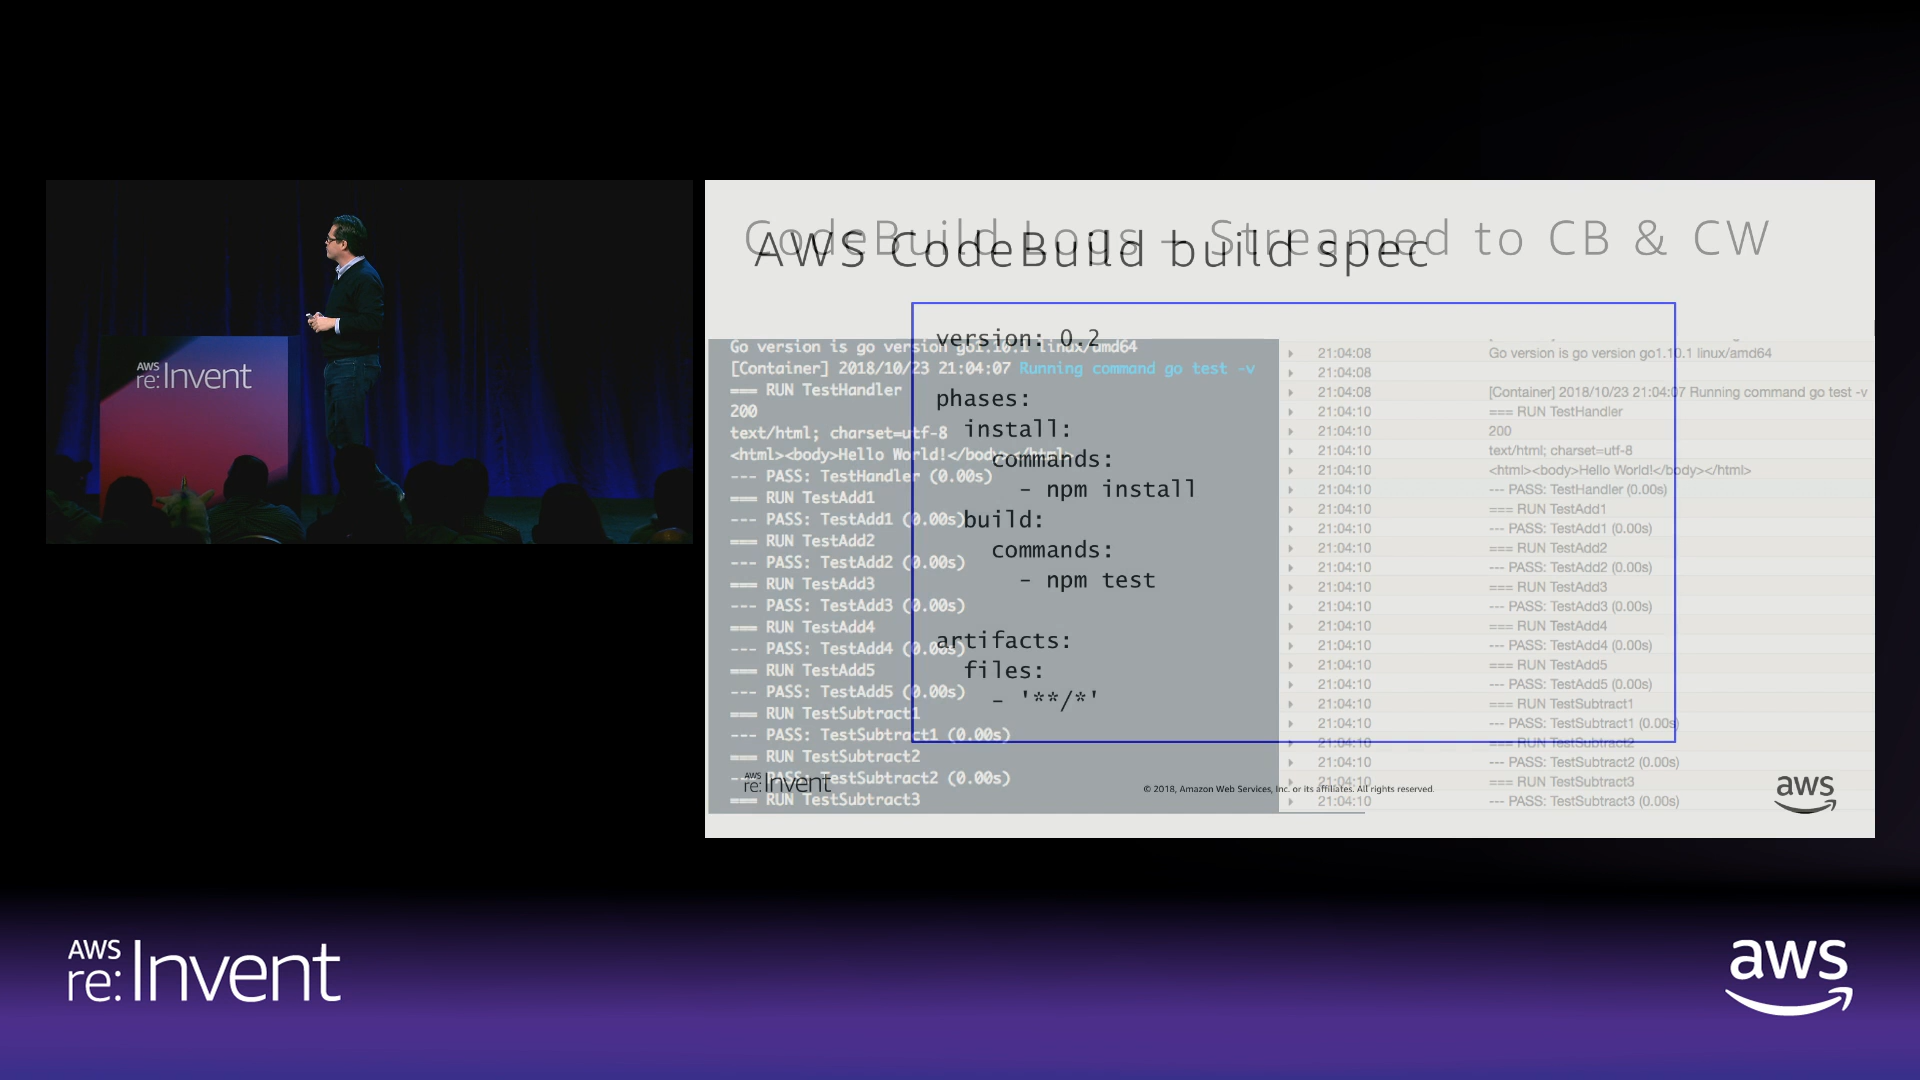 AWS
re:Invent
CodeBuild Logs - Streamed to CB & CW
AWS CodeBuild build spec
version: 0.2
phases:
install:
commands:
- npm install
build:
commands:
- npm test
artifacts:
files:
- '**/*'
Go version is go version go1.10.1 linux/amd64
[Container] 2018/10/23 21:04:07 Running command go test -v
=== RUN TestHandler
200
text/html; charset=utf-8
<html><body>Hello World!</body></html>
--- PASS: TestHandler (0.00s)
=== RUN TestAdd1
--- PASS: TestAdd1 (0.00s)
=== RUN TestAdd2
--- PASS: TestAdd2 (0.00s)
=== RUN TestAdd3
--- PASS: TestAdd3 (0.00s)
=== RUN TestAdd4
--- PASS: TestAdd4 (0.00s)
=== RUN TestAdd5
--- PASS: TestAdd5 (0.00s)
=== RUN TestSubtract1
--- PASS: TestSubtract1 (0.00s)
=== RUN TestSubtract2
--- PASS: TestSubtract2 (0.00s)
=== RUN TestSubtract3
21:04:08 Go version is go version go1.10.1 linux/amd64
21:04:08
21:04:08 [Container] 2018/10/23 21:04:07 Running command go test -v
21:04:10 === RUN TestHandler
21:04:10 200
21:04:10 text/html; charset=utf-8
21:04:10 <html><body>Hello World!</body></html>
21:04:10 --- PASS: TestHandler (0.00s)
21:04:10 === RUN TestAdd1
21:04:10 --- PASS: TestAdd1 (0.00s)
21:04:10 === RUN TestAdd2
21:04:10 --- PASS: TestAdd2 (0.00s)
21:04:10 === RUN TestAdd3
21:04:10 --- PASS: TestAdd3 (0.00s)
21:04:10 === RUN TestAdd4
21:04:10 --- PASS: TestAdd4 (0.00s)
21:04:10 === RUN TestAdd5
21:04:10 --- PASS: TestAdd5 (0.00s)
21:04:10 === RUN TestSubtract1
21:04:10 --- PASS: TestSubtract1 (0.00s)
21:04:10 === RUN TestSubtract2
21:04:10 --- PASS: TestSubtract2 (0.00s)
21:04:10 === RUN TestSubtract3
21:04:10 --- PASS: TestSubtract3 (0.00s)
AWS
re:Invent
© 2018, Amazon Web Services, Inc. or its affiliates. All rights reserved.
aws
AWS
re:Invent
aws